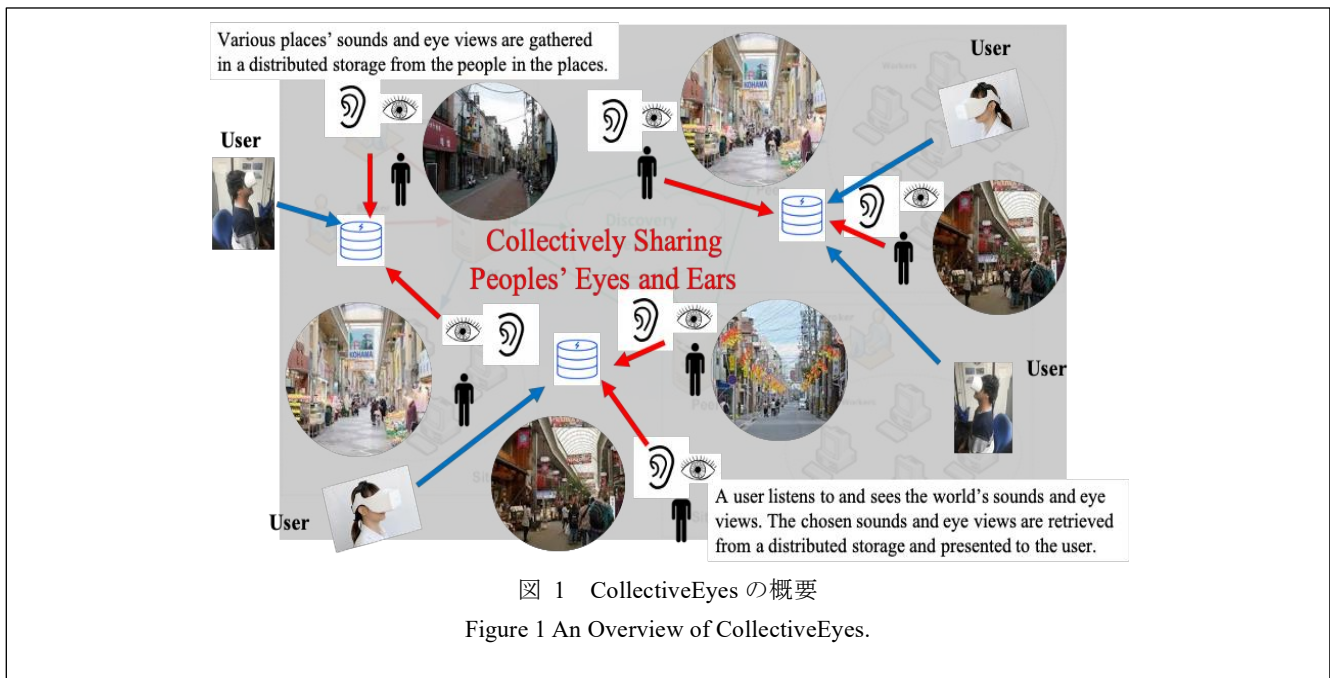 Various places’ sounds and eye views are gathered
in a distributed storage from the people in the places.
User
User
KOHAMA
Discovery
Collectively Sharing
Peoples’ Eyes and Ears
KOHAMA
User
User
A user listens to and sees the world’s sounds and eye
views. The chosen sounds and eye views are retrieved
from a distributed storage and presented to the user.
図 1 CollectiveEyes の概要
Figure 1 An Overview of CollectiveEyes.